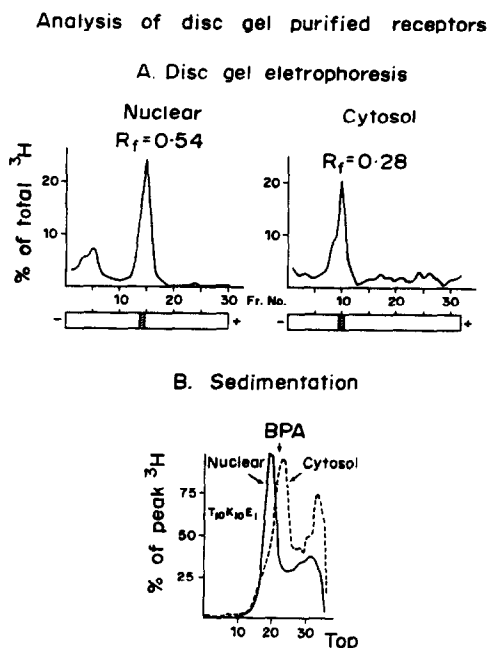 Analysis of disc gel purified receptors
A. Disc gel eletrophoresis
Nuclear
Rf=0·54
Cytosol
Rf=0·28
% of total ³H
20
10
20
10
10 20 30 Fr. No. 10 20 30
- +
- +
B. Sedimentation
BPA
Nuclear
Cytosol
T10K10E1
% of peak ³H
75
50
25
10 20 30 Top